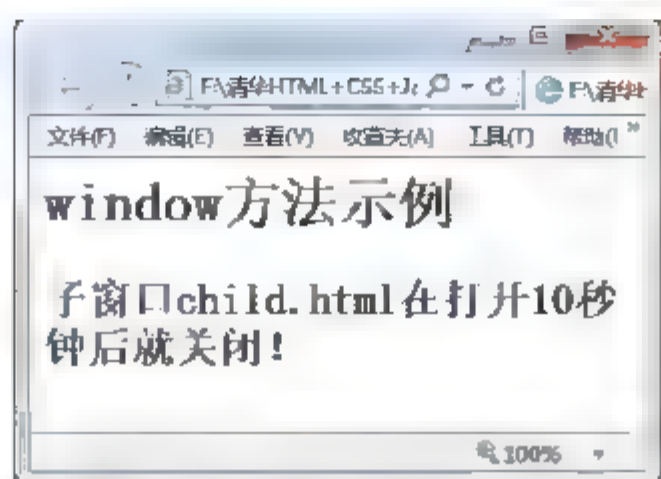 F:\清华HTML+CSS+Ja
F:\清华
文件(F) 编辑(E) 查看(V) 收藏夹(A) 工具(T) 帮助(
window方法示例
子窗口child.html在打开10秒
钟后就关闭!
100%